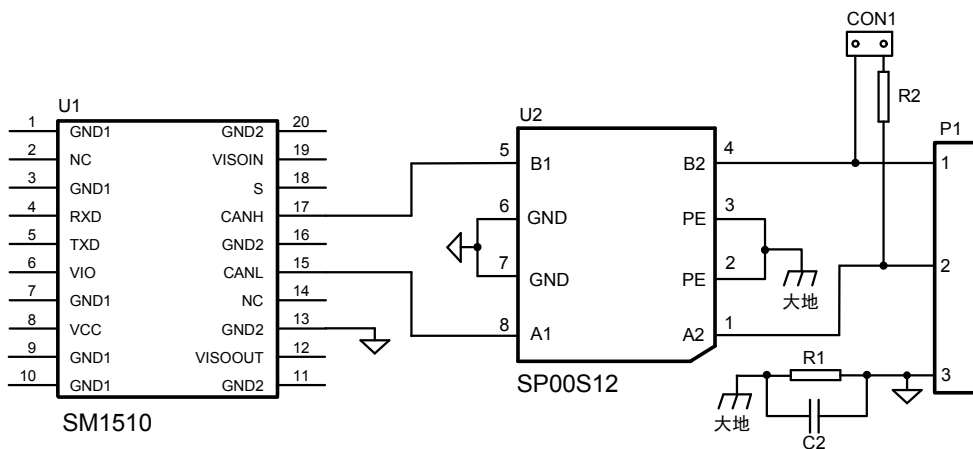 CON1
R2
U1
1 GND1 GND2 20
2 NC VISOIN 19
3 GND1 S 18
4 RXD CANH 17
5 TXD GND2 16
6 VIO CANL 15
7 GND1 NC 14
8 VCC GND2 13
9 GND1 VISOOUT 12
10 GND1 GND2 11
SM1510
U2
5 B1 B2 4
6 GND PE 3
7 GND PE 2
8 A1 A2 1
SP00S12
大地
P1
1
2
3
R1
C2
大地